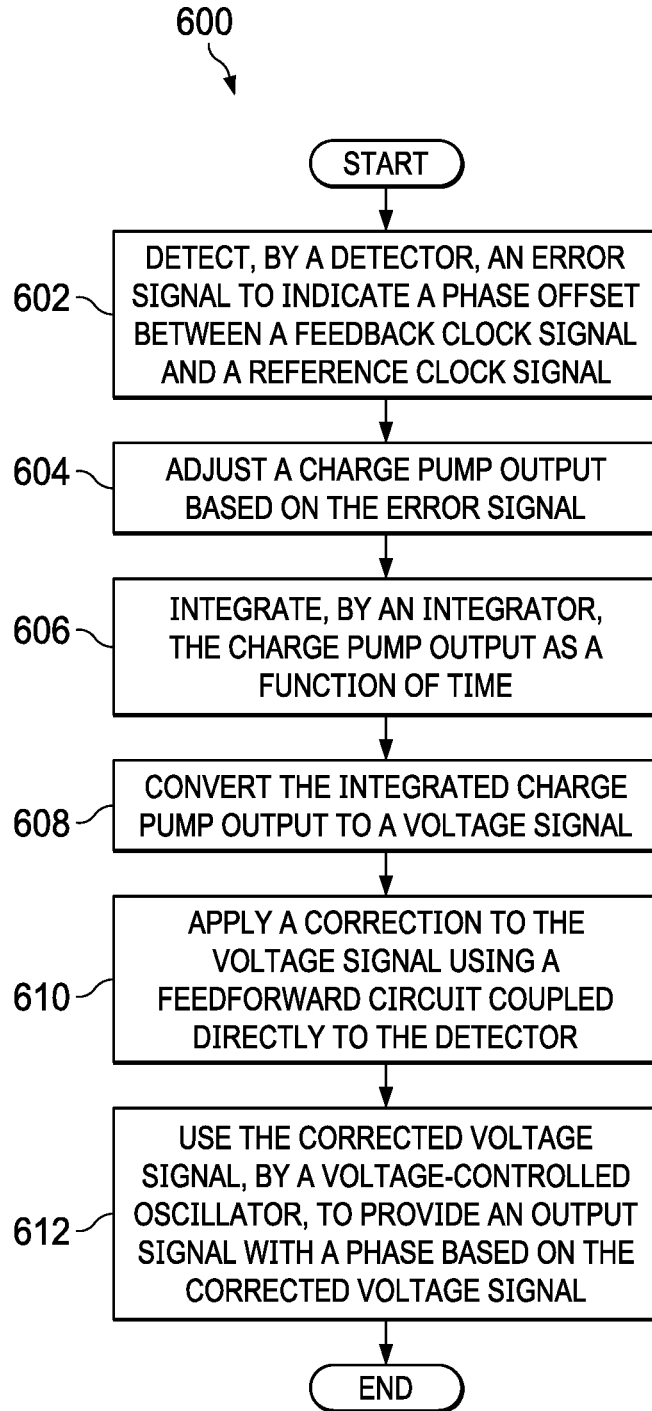 600
START
602
DETECT, BY A DETECTOR, AN ERROR
SIGNAL TO INDICATE A PHASE OFFSET
BETWEEN A FEEDBACK CLOCK SIGNAL
AND A REFERENCE CLOCK SIGNAL
604
ADJUST A CHARGE PUMP OUTPUT
BASED ON THE ERROR SIGNAL
606
INTEGRATE, BY AN INTEGRATOR,
THE CHARGE PUMP OUTPUT AS A
FUNCTION OF TIME
608
CONVERT THE INTEGRATED CHARGE
PUMP OUTPUT TO A VOLTAGE SIGNAL
610
APPLY A CORRECTION TO THE
VOLTAGE SIGNAL USING A
FEEDFORWARD CIRCUIT COUPLED
DIRECTLY TO THE DETECTOR
612
USE THE CORRECTED VOLTAGE
SIGNAL, BY A VOLTAGE-CONTROLLED
OSCILLATOR, TO PROVIDE AN OUTPUT
SIGNAL WITH A PHASE BASED ON THE
CORRECTED VOLTAGE SIGNAL
END